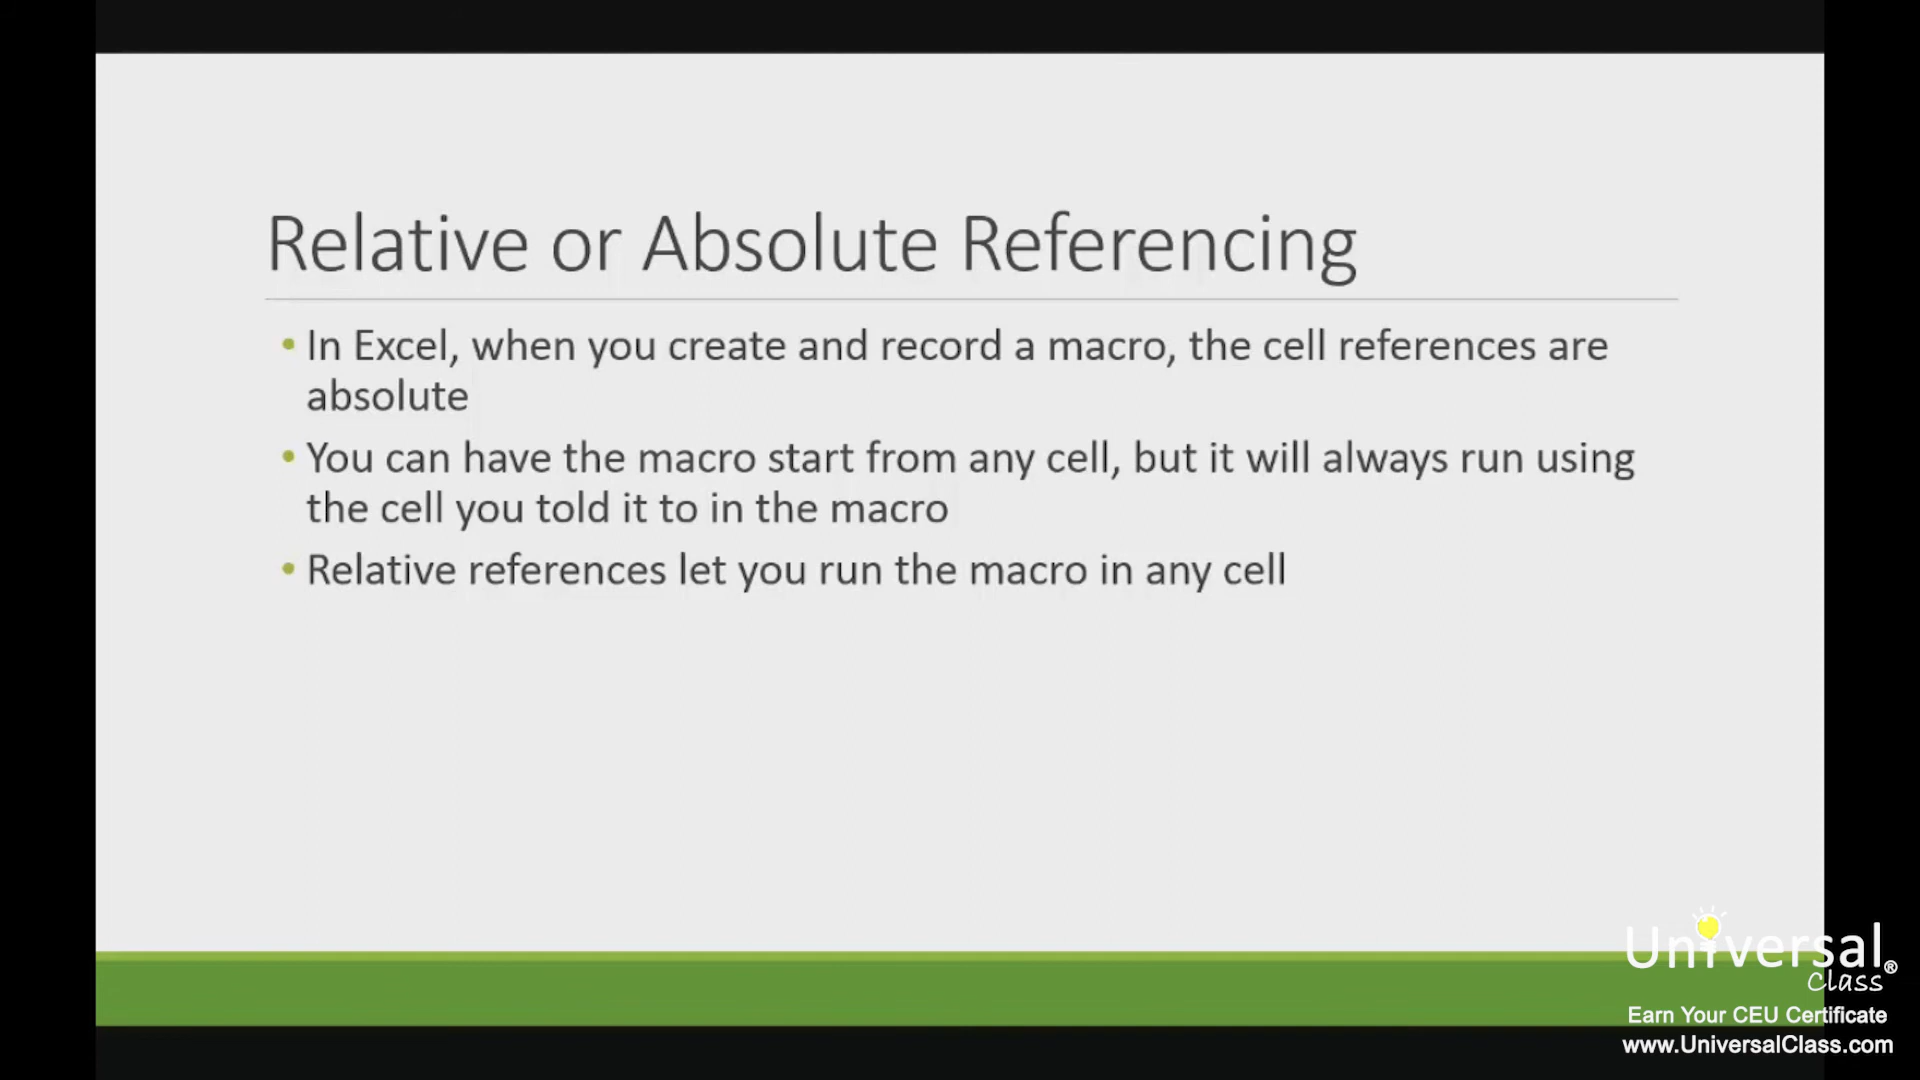 Relative or Absolute Referencing
• In Excel, when you create and record a macro, the cell references are
absolute
• You can have the macro start from any cell, but it will always run using
the cell you told it to in the macro
• Relative references let you run the macro in any cell
Universal®
Class
Earn Your CEU Certificate
www.UniversalClass.com